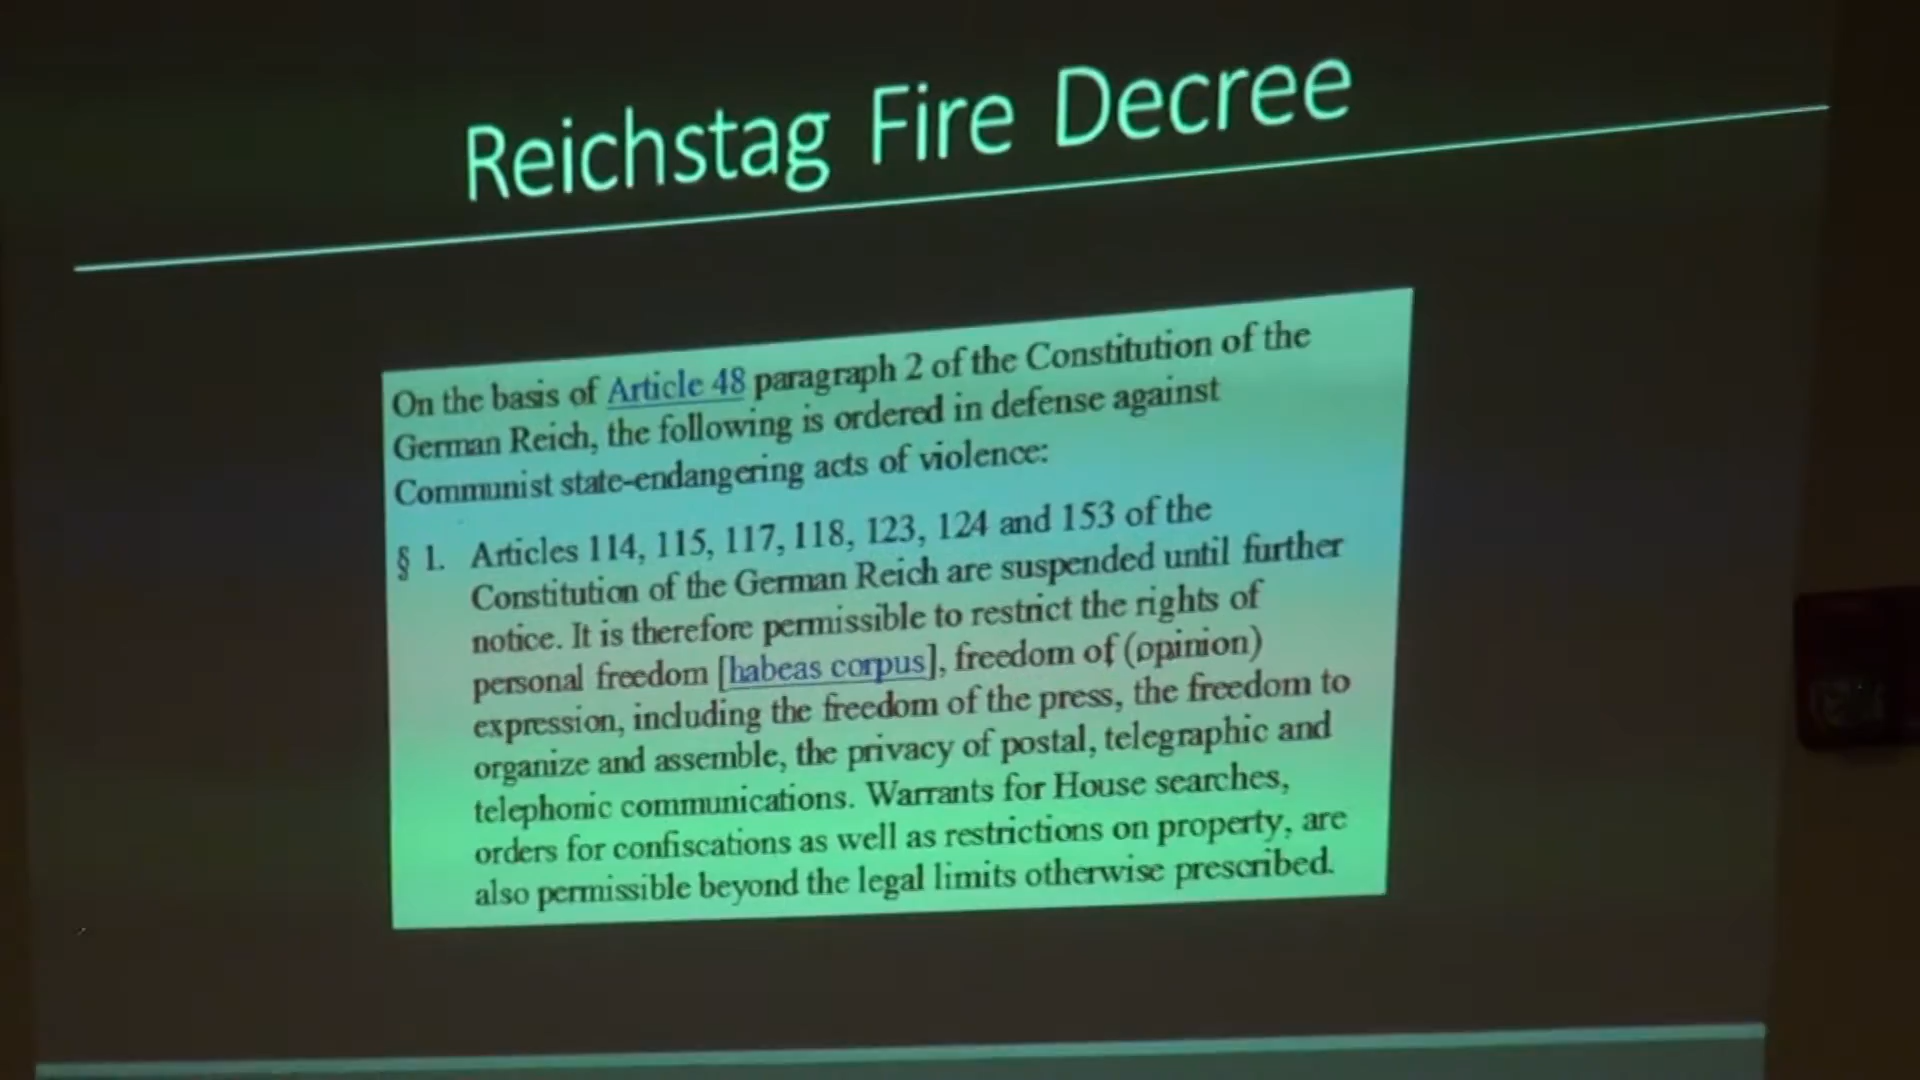 Reichstag Fire Decree
On the basis of Article 48 paragraph 2 of the Constitution of the
German Reich, the following is ordered in defense against
Communist state-endangering acts of violence:
§ 1. Articles 114, 115, 117, 118, 123, 124 and 153 of the
Constitution of the German Reich are suspended until further
notice. It is therefore permissible to restrict the rights of
personal freedom [habeas corpus], freedom of (opinion)
expression, including the freedom of the press, the freedom to
organize and assemble, the privacy of postal, telegraphic and
telephonic communications. Warrants for House searches,
orders for confiscations as well as restrictions on property, are
also permissible beyond the legal limits otherwise prescribed.